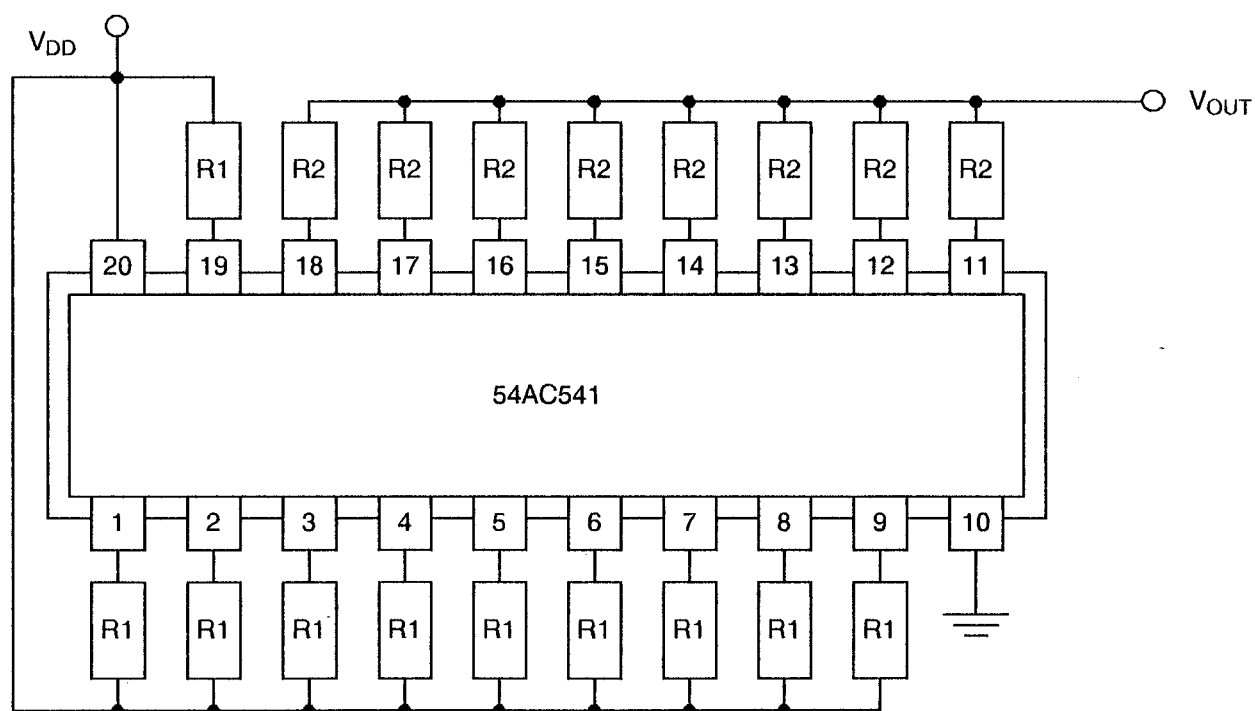 V_DD
V_OUT
R1 R2 R2 R2 R2 R2 R2 R2 R2
20 19 18 17 16 15 14 13 12 11
54AC541
1 2 3 4 5 6 7 8 9 10
R1 R1 R1 R1 R1 R1 R1 R1 R1